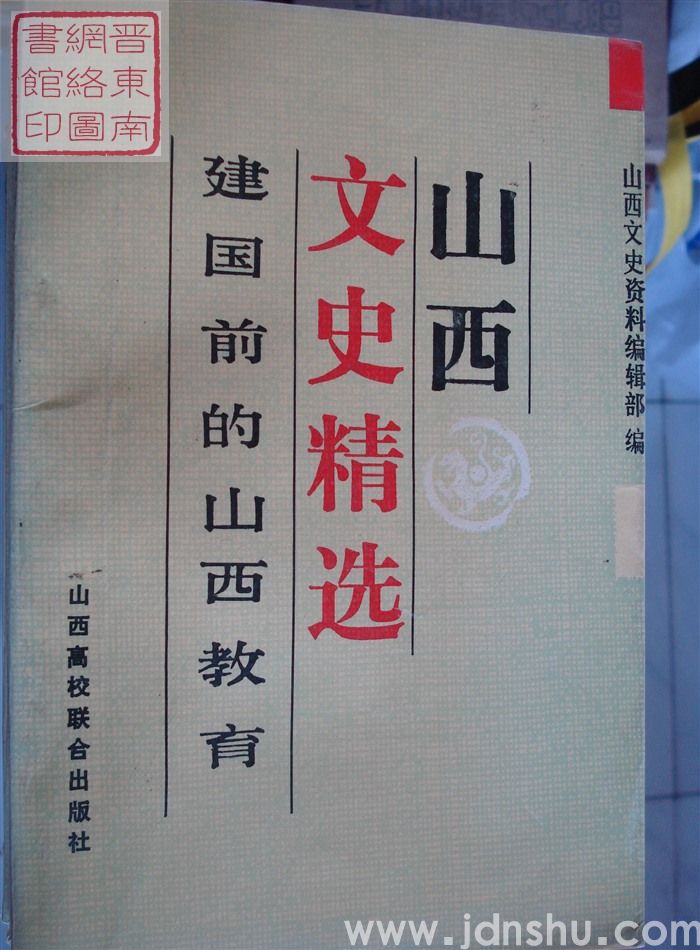 晋東南
網絡圖
書館印
山西文史资料编辑部 编
山西
文史精选
建国前的山西教育
山西高校联合出版社
www.jdnshu.com